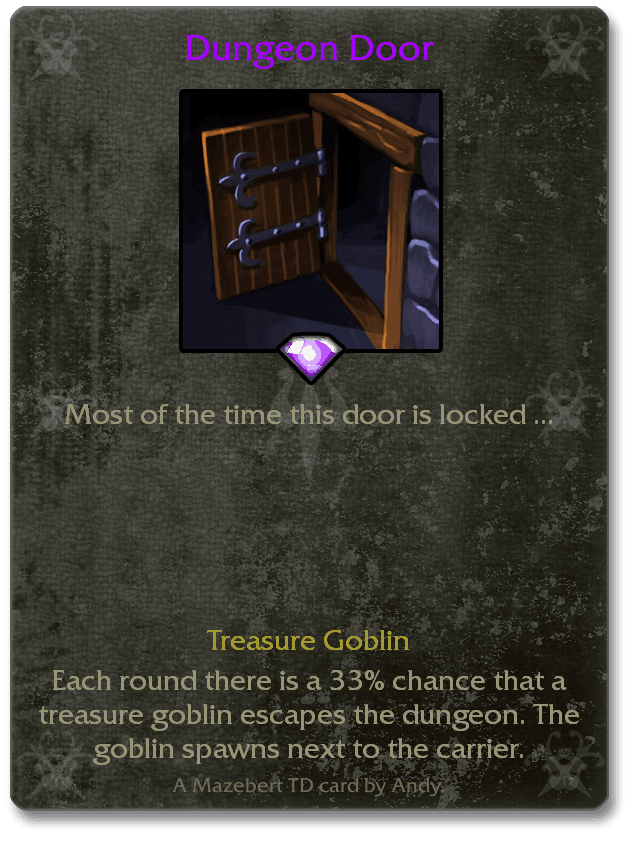 Dungeon Door
Most of the time this door is locked ...
Treasure Goblin
Each round there is a 33% chance that a
treasure goblin escapes the dungeon. The
goblin spawns next to the carrier.
A Mazebert TD card by Andy